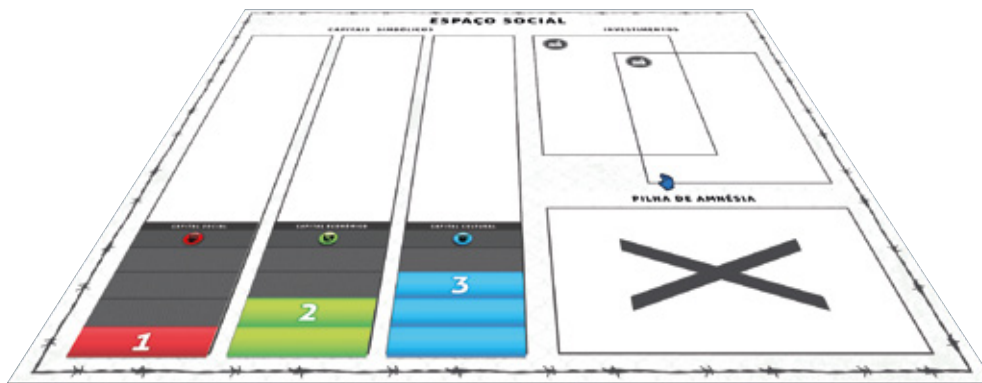 ESPAÇO SOCIAL
CAPITAIS SIMBÓLICOS
INVESTIMENTOS
PILHA DE AMNÉSIA
CAPITAL SOCIAL
CAPITAL ECONÔMICO
CAPITAL CULTURAL
3
2
1